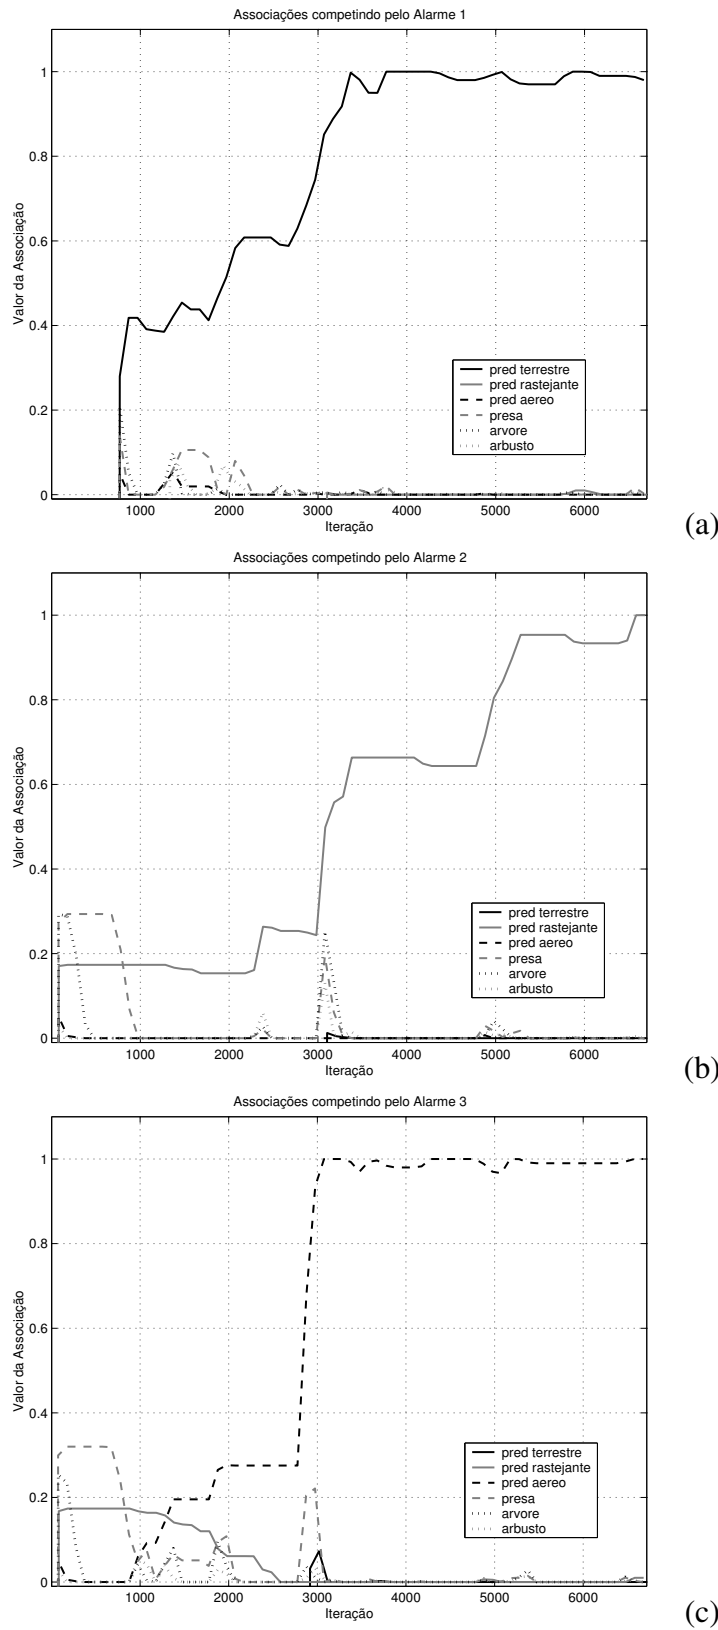 Associações competindo pelo Alarme 1
1
0.8
0.6
0.4
0.2
0
Valor da Associação
pred terrestre
pred rastejante
pred aereo
presa
arvore
arbusto
1000 2000 3000 4000 5000 6000
Iteração
(a)
Associações competindo pelo Alarme 2
1
0.8
0.6
0.4
0.2
0
Valor da Associação
pred terrestre
pred rastejante
pred aereo
presa
arvore
arbusto
1000 2000 3000 4000 5000 6000
Iteração
(b)
Associações competindo pelo Alarme 3
1
0.8
0.6
0.4
0.2
0
Valor da Associação
pred terrestre
pred rastejante
pred aereo
presa
arvore
arbusto
1000 2000 3000 4000 5000 6000
Iteração
(c)